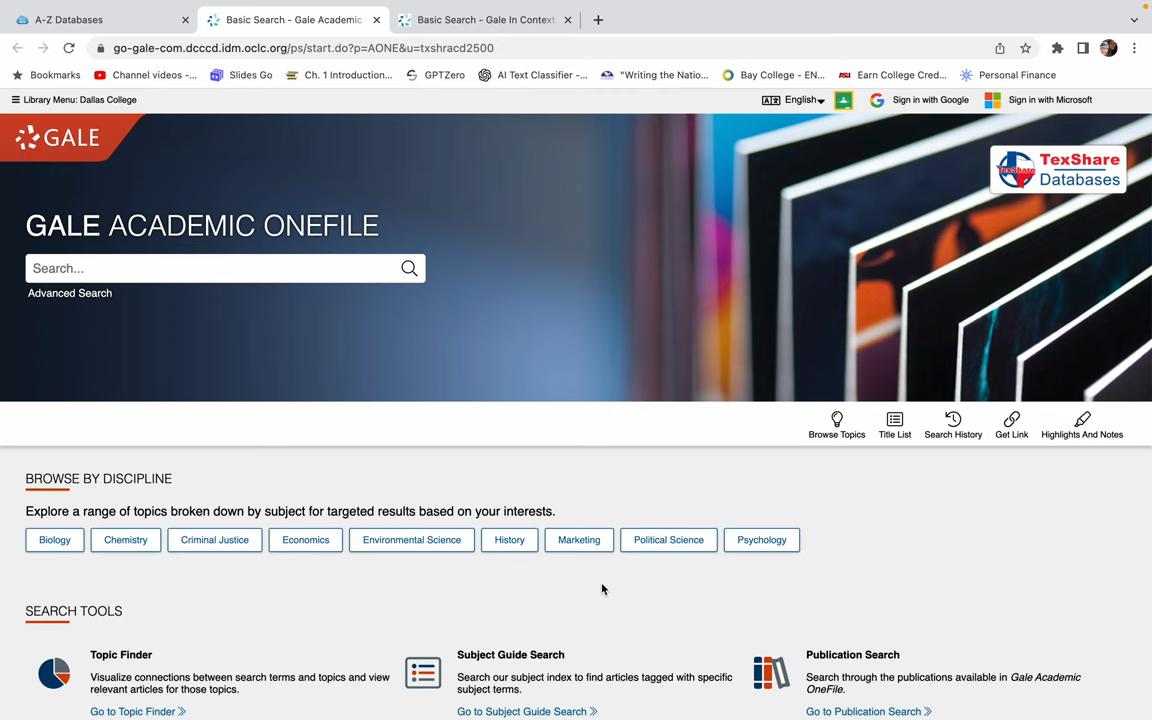 A-Z Databases
Basic Search - Gale Academic
Basic Search - Gale In Context:
go-gale-com.dcccd.idm.oclc.org/ps/start.do?p=AONE&u=txshracd2500
Bookmarks
Channel videos -...
Slides Go
Ch. 1 Introduction...
GPTZero
AI Text Classifier -...
"Writing the Natio...
Bay College - EN...
ASU
Earn College Cred...
Personal Finance
Library Menu: Dallas College
English
Sign in with Google
Sign in with Microsoft
GALE
TexShare
TexShare
Databases
GALE ACADEMIC ONEFILE
Search...
Advanced Search
Browse Topics
Title List
Search History
Get Link
Highlights And Notes
BROWSE BY DISCIPLINE
Explore a range of topics broken down by subject for targeted results based on your interests.
Biology
Chemistry
Criminal Justice
Economics
Environmental Science
History
Marketing
Political Science
Psychology
SEARCH TOOLS
Topic Finder
Visualize connections between search terms and topics and view
relevant articles for those topics.
Go to Topic Finder
Subject Guide Search
Search our subject index to find articles tagged with specific
subject terms.
Go to Subject Guide Search
Publication Search
Search through the publications available in Gale Academic
OneFile.
Go to Publication Search